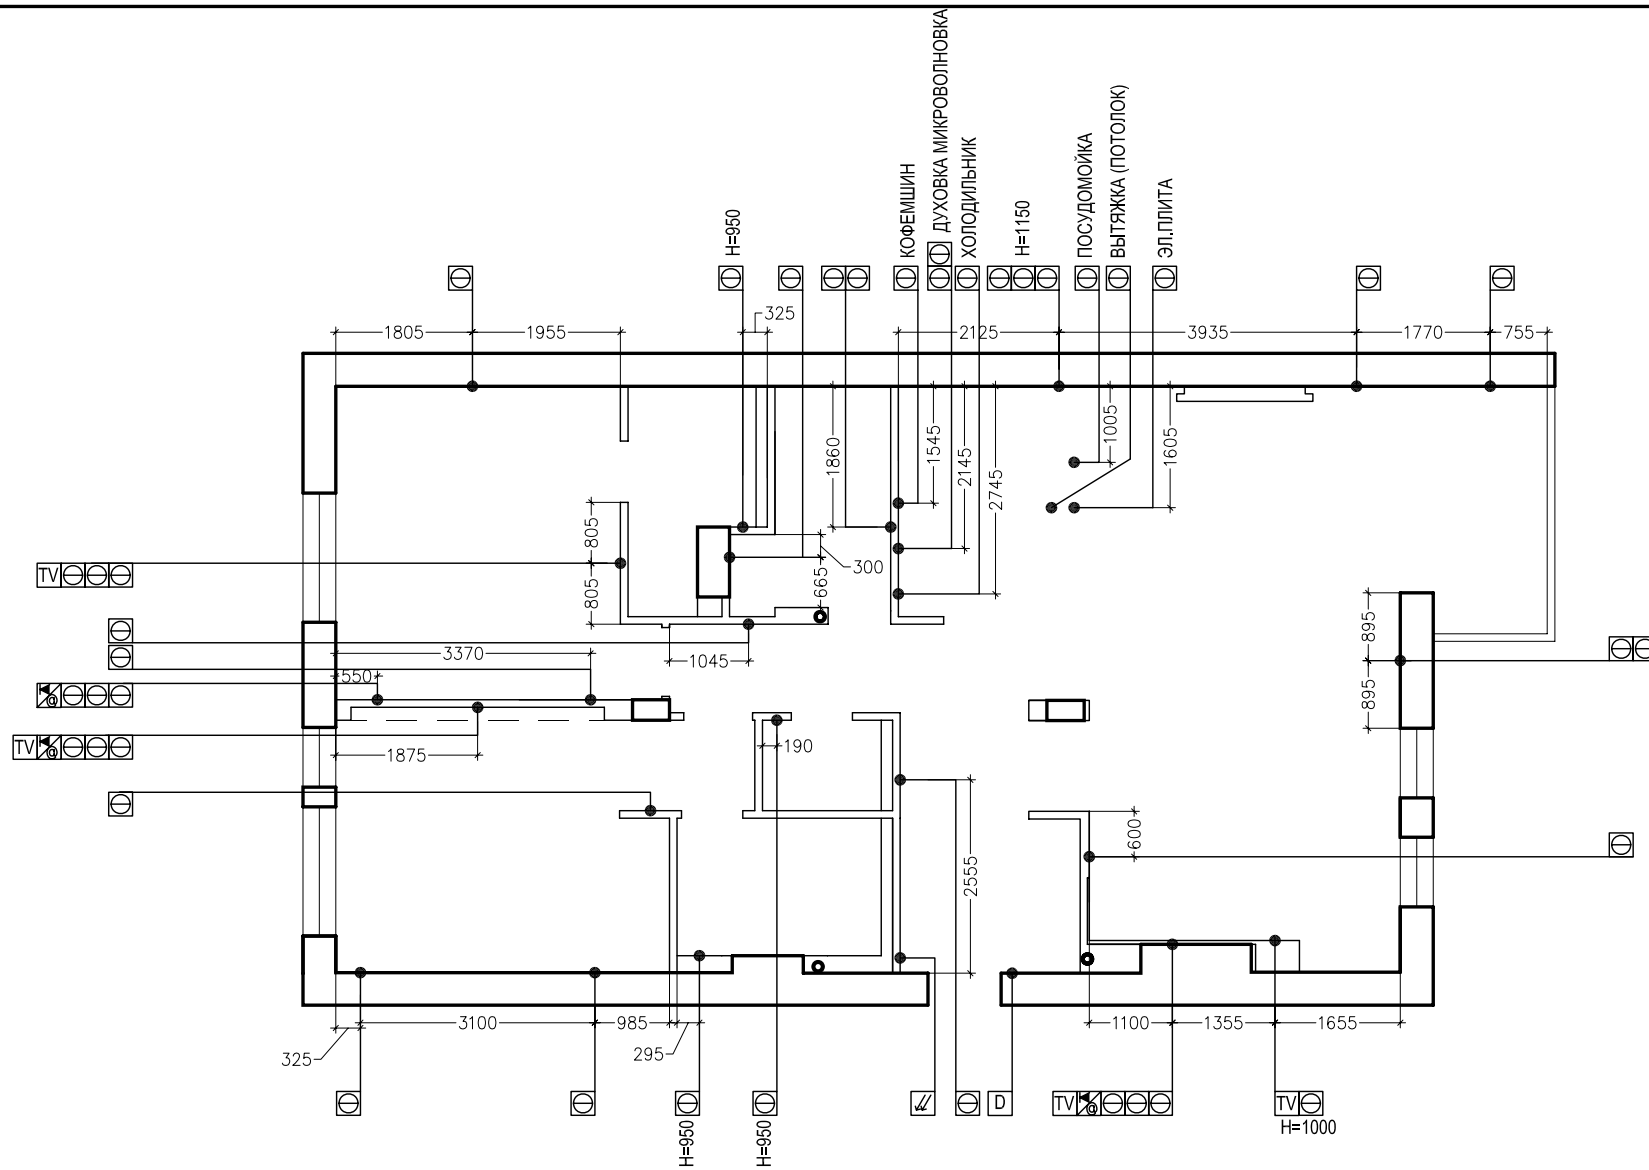 КОФЕМШИН
ДУХОВКА МИКРОВОЛНОВКА
ХОЛОДИЛЬНИК
H=950
H=1150
ПОСУДОМОЙКА
ВЫТЯЖКА (ПОТОЛОК)
ЭЛ.ПЛИТА
1805
1955
325
2125
3935
1770
755
1860
1545
2145
2745
1005
1605
805
805
300
665
TV
3370
1045
550
@
895
895
TV @
1875
190
600
2555
3100
985
1100
1355
1655
325
295
D
TV @
TV
H=950
H=950
H=1000